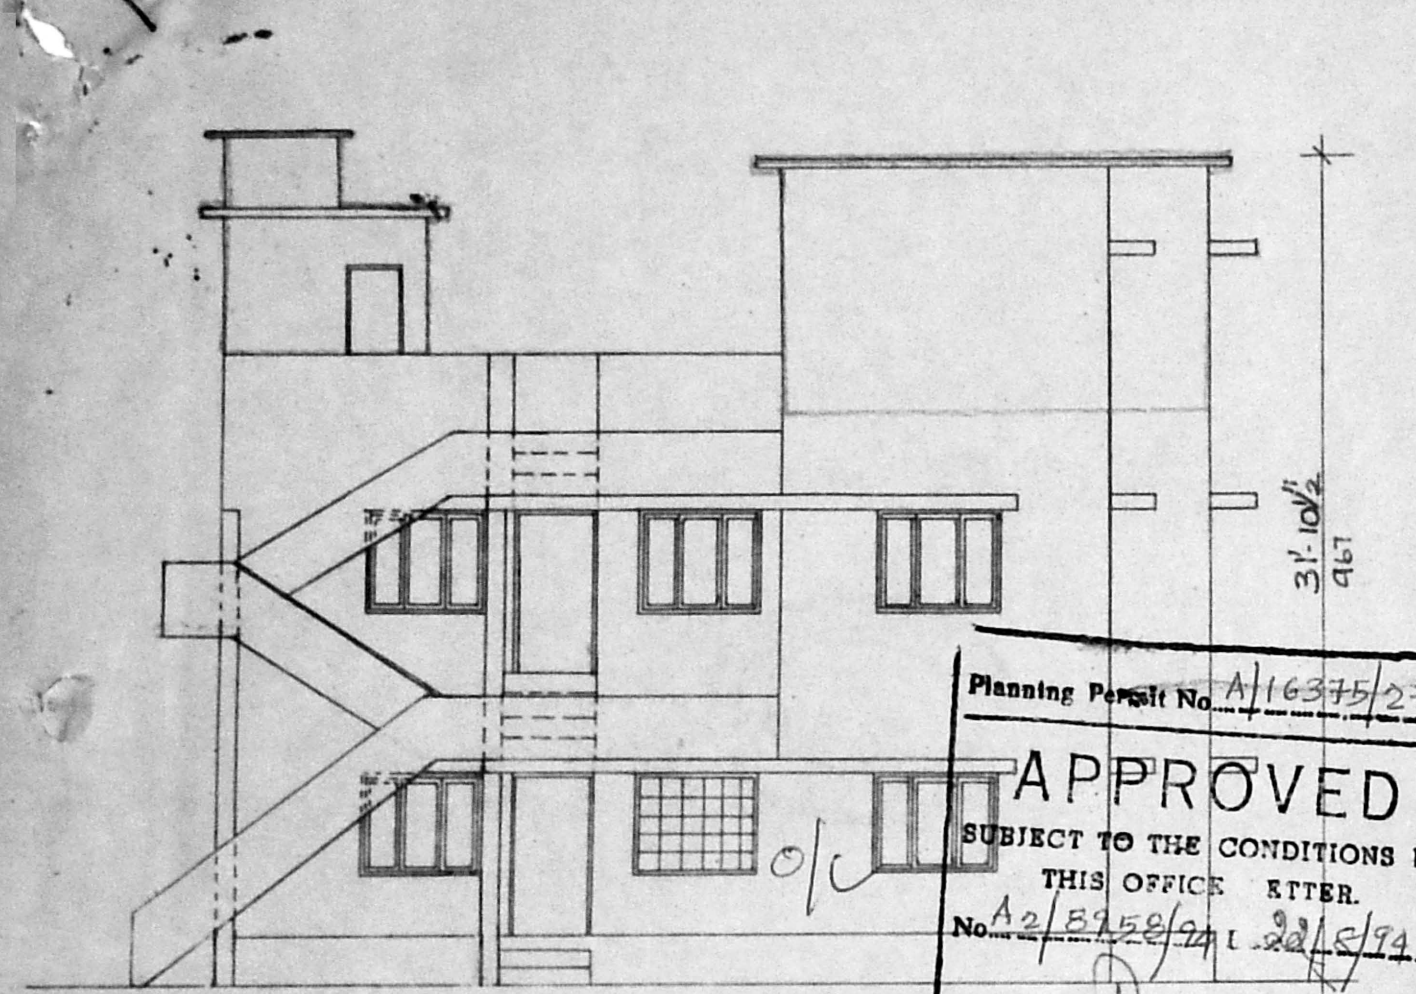 31'-10½"
967
Planning Permit No. A/16375/2
APPROVED
SUBJECT TO THE CONDITIONS
THIS OFFICE ETTER.
No. A2/8958/94 22/8/94